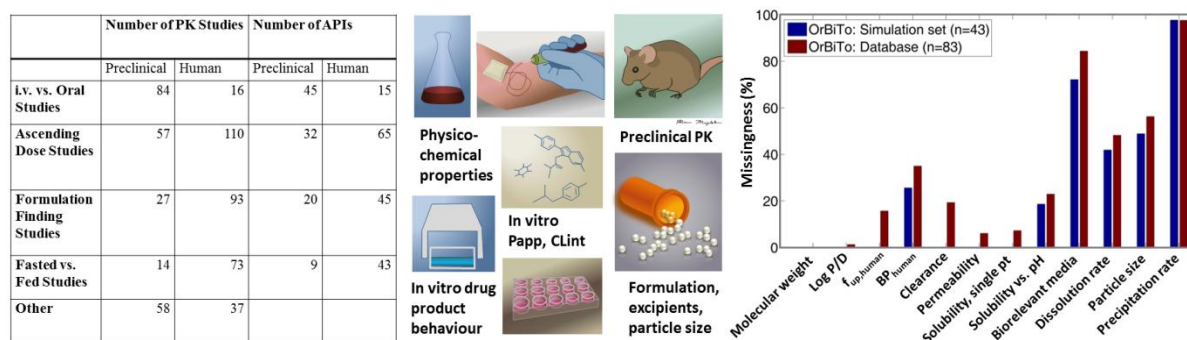 Number of PK Studies Number of APIs
Preclinical Human Preclinical Human
i.v. vs. Oral
Studies 84 16 45 15
Ascending
Dose Studies 57 110 32 65
Formulation
Finding
Studies 27 93 20 45
Fasted vs.
Fed Studies 14 73 9 43
Other 58 37
Physico-
chemical
properties
Preclinical PK
In vitro
Papp, CLint
In vitro drug
product
behaviour
Formulation,
excipients,
particle size
OrBiTo: Simulation set (n=43)
OrBiTo: Database (n=83)
Missingness (%)
100
80
60
40
20
0
Molecular weight
Log P/D
fup,human
BPhuman
Clearance
Permeability
Solubility, single pt
Solubility vs. pH
Biorelevant media
Dissolution rate
Particle size
Precipitation rate